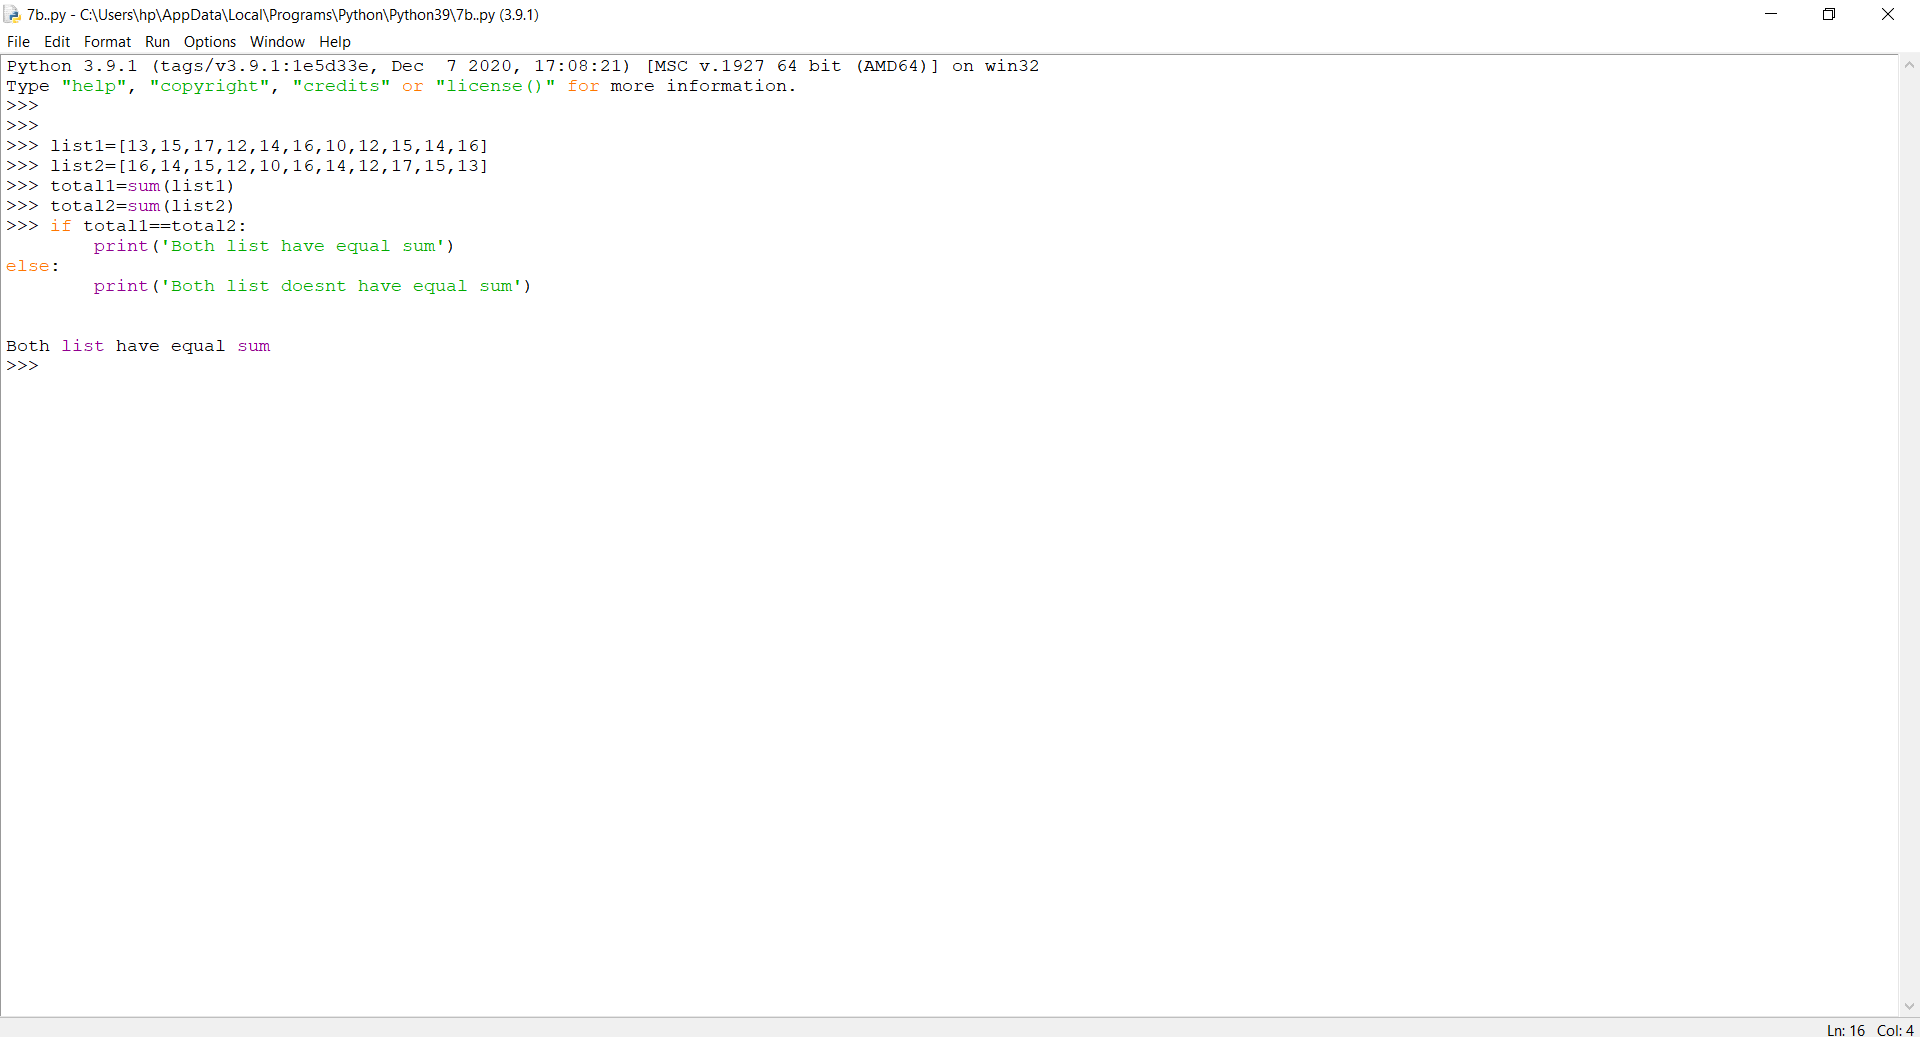 7b..py - C:\Users\hp\AppData\Local\Programs\Python\Python39\7b..py (3.9.1)
File Edit Format Run Options Window Help
Python 3.9.1 (tags/v3.9.1:1e5d33e, Dec  7 2020, 17:08:21) [MSC v.1927 64 bit (AMD64)] on win32
Type "help", "copyright", "credits" or "license()" for more information.
>>>
>>>
>>> list1=[13,15,17,12,14,16,10,12,15,14,16]
>>> list2=[16,14,15,12,10,16,14,12,17,15,13]
>>> total1=sum(list1)
>>> total2=sum(list2)
>>> if total1==total2:
        print('Both list have equal sum')
else:
        print('Both list doesnt have equal sum')
Both list have equal sum
>>>
Ln: 16 Col: 4